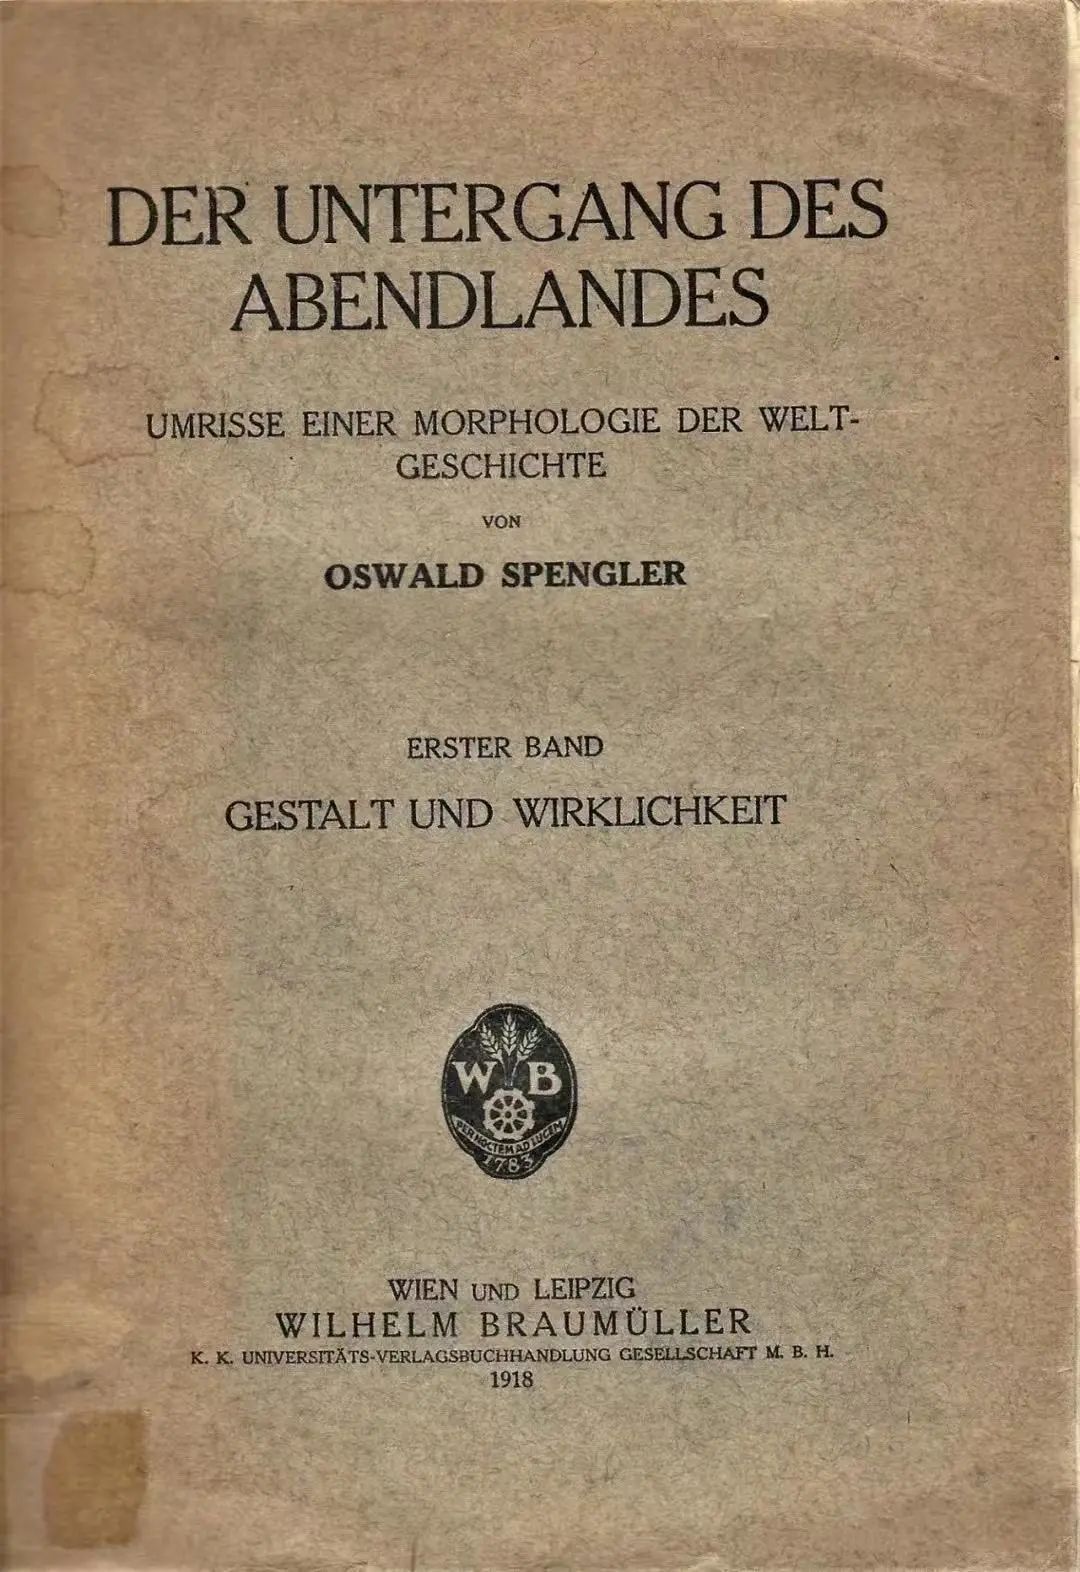 DER UNTERGANG DES
ABENDLANDES
UMRISSE EINER MORPHOLOGIE DER WELT-
GESCHICHTE
VON
OSWALD SPENGLER
ERSTER BAND
GESTALT UND WIRKLICHKEIT
W B
PER NOCTEM AD LUCEM
1783
WIEN UND LEIPZIG
WILHELM BRAUMÜLLER
K. K. UNIVERSITÄTS-VERLAGSBUCHHANDLUNG GESELLSCHAFT M. B. H.
1918